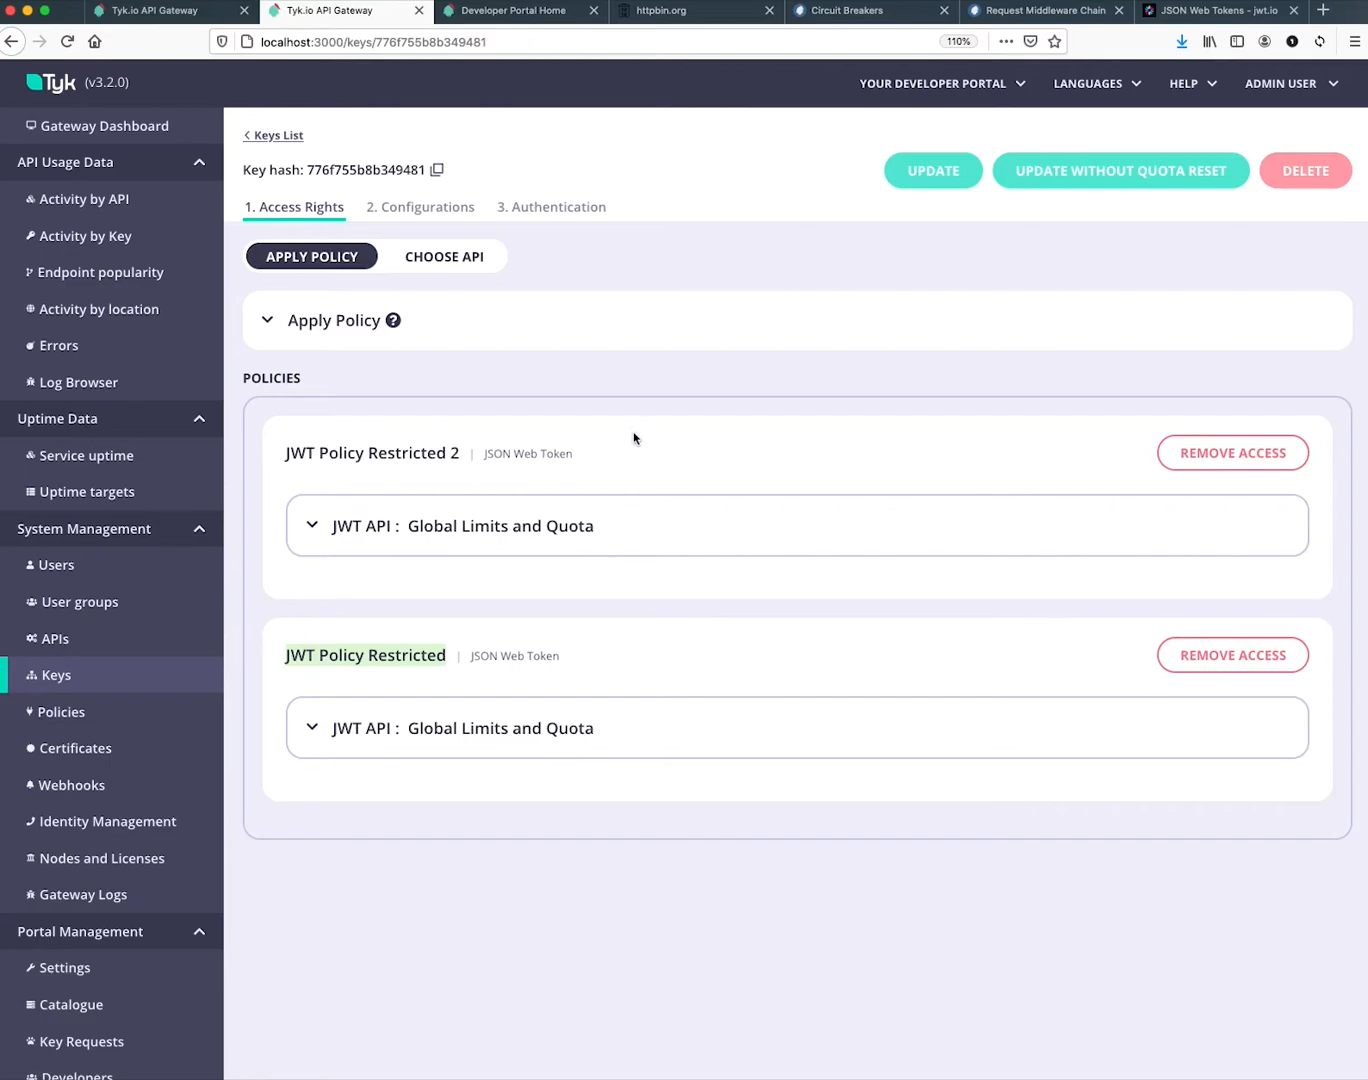 Tyk.io API Gateway
Tyk.io API Gateway
Developer Portal Home
httpbin.org
Circuit Breakers
Request Middleware Chain
JSON Web Tokens - jwt.io
localhost:3000/keys/776f755b8b349481
110%
Tyk (v3.2.0)
YOUR DEVELOPER PORTAL
LANGUAGES
HELP
ADMIN USER
Gateway Dashboard
API Usage Data
Activity by API
Activity by Key
Endpoint popularity
Activity by location
Errors
Log Browser
Uptime Data
Service uptime
Uptime targets
System Management
Users
User groups
APIs
Keys
Policies
Certificates
Webhooks
Identity Management
Nodes and Licenses
Gateway Logs
Portal Management
Settings
Catalogue
Key Requests
Developers
< Keys List
Key hash: 776f755b8b349481
UPDATE
UPDATE WITHOUT QUOTA RESET
DELETE
1. Access Rights
2. Configurations
3. Authentication
APPLY POLICY
CHOOSE API
Apply Policy ?
POLICIES
JWT Policy Restricted 2 | JSON Web Token
REMOVE ACCESS
JWT API : Global Limits and Quota
JWT Policy Restricted | JSON Web Token
REMOVE ACCESS
JWT API : Global Limits and Quota